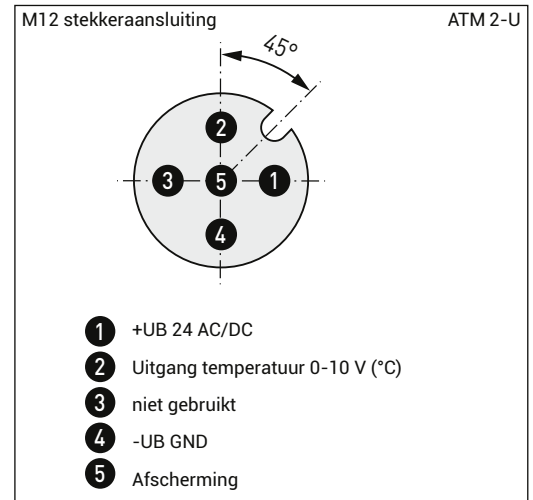 M12 stekkeraansluiting ATM 2-U
45°
2
3 5 1
4
1 +UB 24 AC/DC
2 Uitgang temperatuur 0-10 V (°C)
3 niet gebruikt
4 -UB GND
5 Afscherming